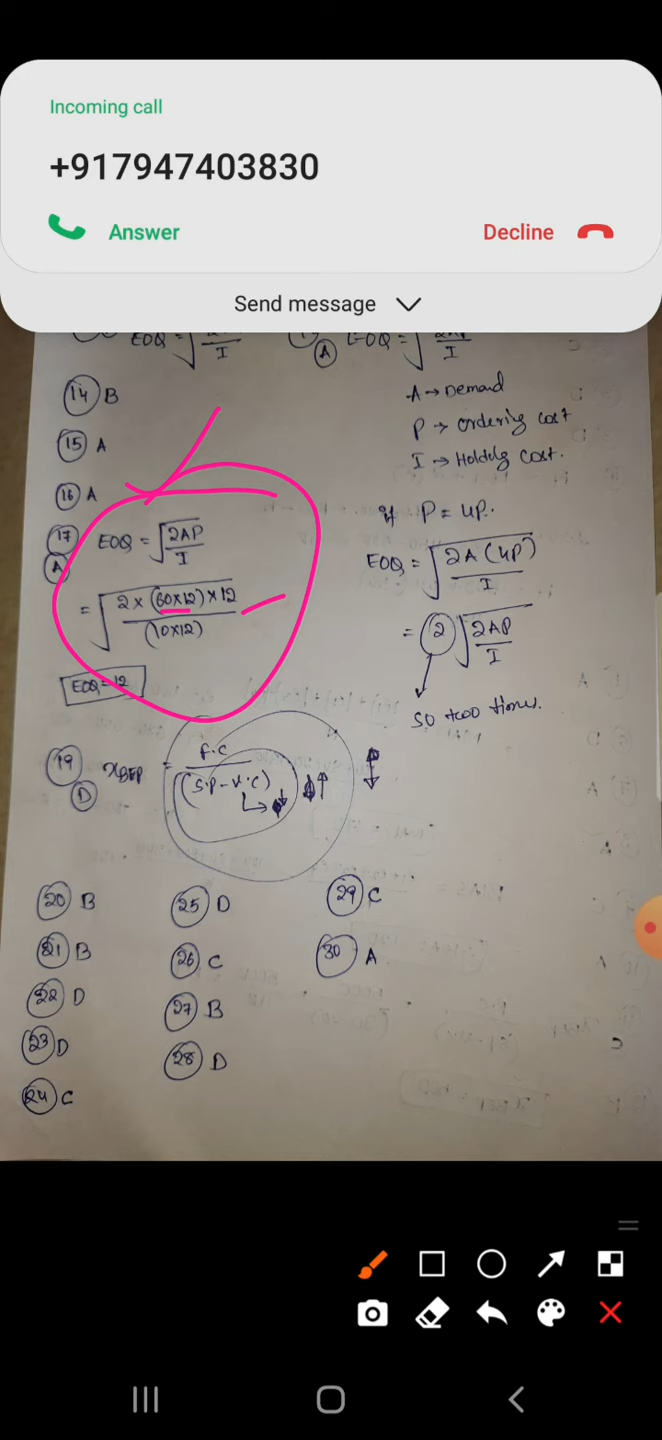 Incoming call
+917947403830
Answer
Decline
Send message
EOQ =
I
A
EOQ =
2AP
I
14 B
15 A
16 A
A → Demand
P → Ordering cost
I → Holding cost.
17
A
EOQ = √2AP
I
= √2 × (60×12) × 12
(10×12)
EOQ = 12
if P = 4P.
EOQ = √2A(4P)
I
= 2 √2AP
I
so two times.
19 xBEP = F.C
(S.P - V.C)
D
20 B
21 B
22 D
23 D
24 C
25 D
26 C
27 B
28 D
29 C
30 A